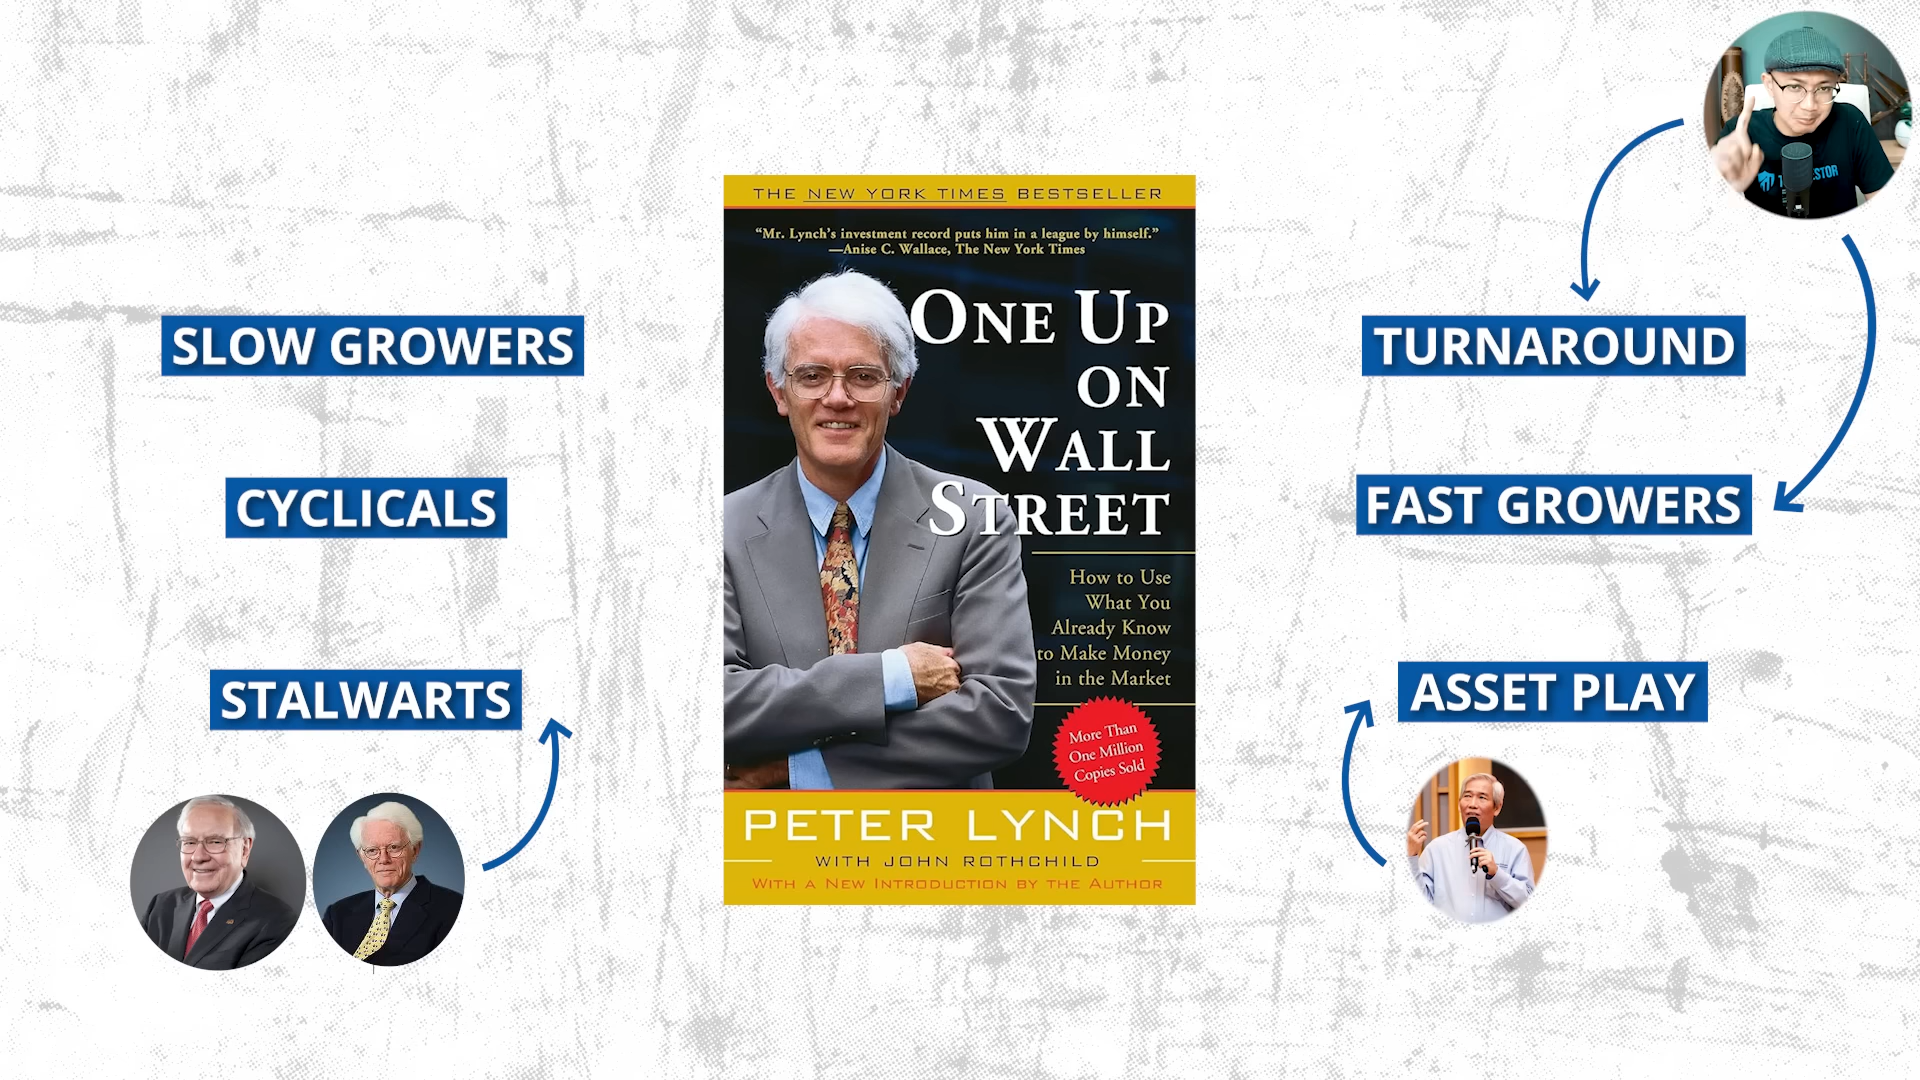 THE NEW YORK TIMES BESTSELLER
“Mr. Lynch’s investment record puts him in a league by himself.”
—Anise C. Wallace, The New York Times
ONE UP
ON
WALL
STREET
How to Use
What You
Already Know
to Make Money
in the Market
More Than
One Million
Copies Sold
PETER LYNCH
WITH JOHN ROTHCHILD
WITH A NEW INTRODUCTION BY THE AUTHOR
SLOW GROWERS
CYCLICALS
STALWARTS
TURNAROUND
FAST GROWERS
ASSET PLAY